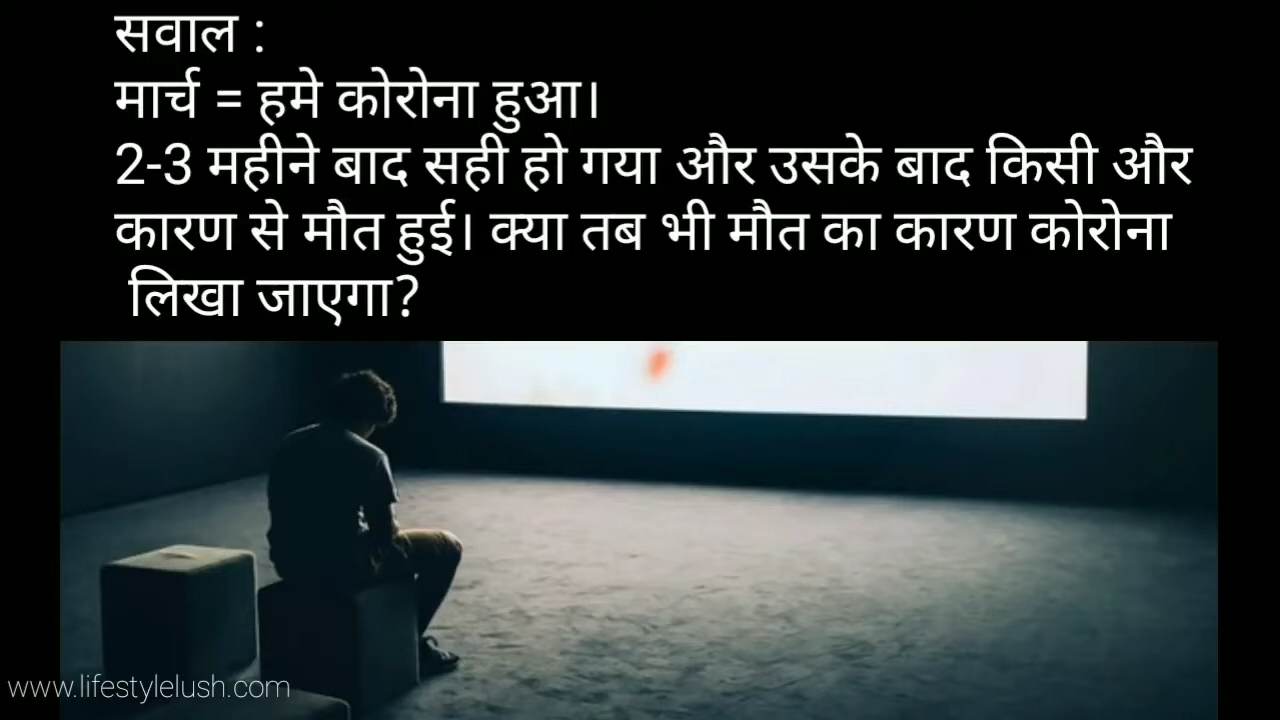 सवाल :
मार्च = हमे कोरोना हुआ।
2-3 महीने बाद सही हो गया और उसके बाद किसी और
कारण से मौत हुई। क्या तब भी मौत का कारण कोरोना
लिखा जाएगा?
www.lifestylelush.com